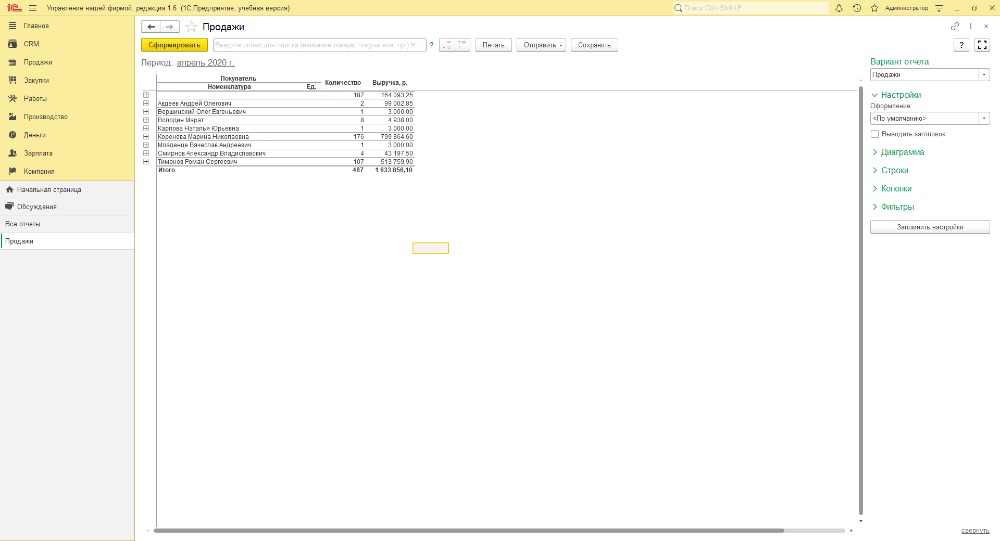 1С Управление нашей фирмой, редакция 1.6 (1С:Предприятие, учебная версия) Поиск Ctrl+Shift+F Администратор
Главное
CRM
Продажи
Закупки
Работы
Производство
Деньги
Зарплата
Компания
Начальная страница
Обсуждения
Все отчеты
Продажи
Продажи
Сформировать Введите слово для поиска (название товара, покупателя, пр.).Н... ? Печать Отправить Сохранить ?
Период: апрель 2020 г.
Покупатель Количество Выручка, р.
Номенклатура Ед.
187 164 093,25
Авдеев Андрей Олегович 2 99 002,85
Вершинский Олег Евгеньевич 1 3 000,00
Володин Марат 8 4 938,00
Карпова Наталья Юрьевна 1 3 000,00
Коренева Марина Николаевна 176 799 864,60
Младенце Вячеслав Андреевич 1 3 000,00
Смирнов Александр Владиславович 4 43 197,50
Тимонов Роман Сергеевич 107 513 759,90
Итого 487 1 633 856,10
Вариант отчета
Продажи
Настройки
Оформление:
<По умолчанию>
Выводить заголовок
Диаграмма
Строки
Колонки
Фильтры
Запомнить настройки
свернуть